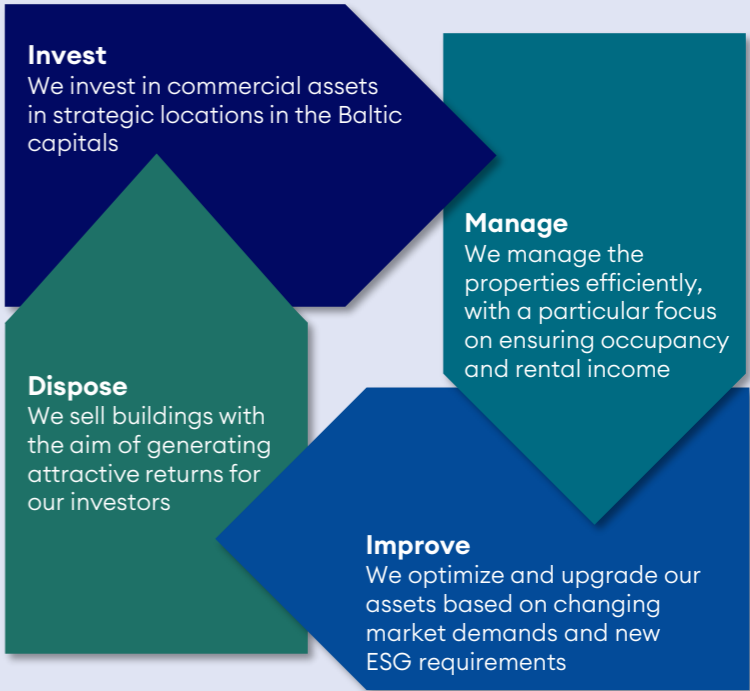 Invest
We invest in commercial assets
in strategic locations in the Baltic
capitals
Manage
We manage the
properties efficiently,
with a particular focus
on ensuring occupancy
and rental income
Improve
We optimize and upgrade our
assets based on changing
market demands and new
ESG requirements
Dispose
We sell buildings with
the aim of generating
attractive returns for
our investors